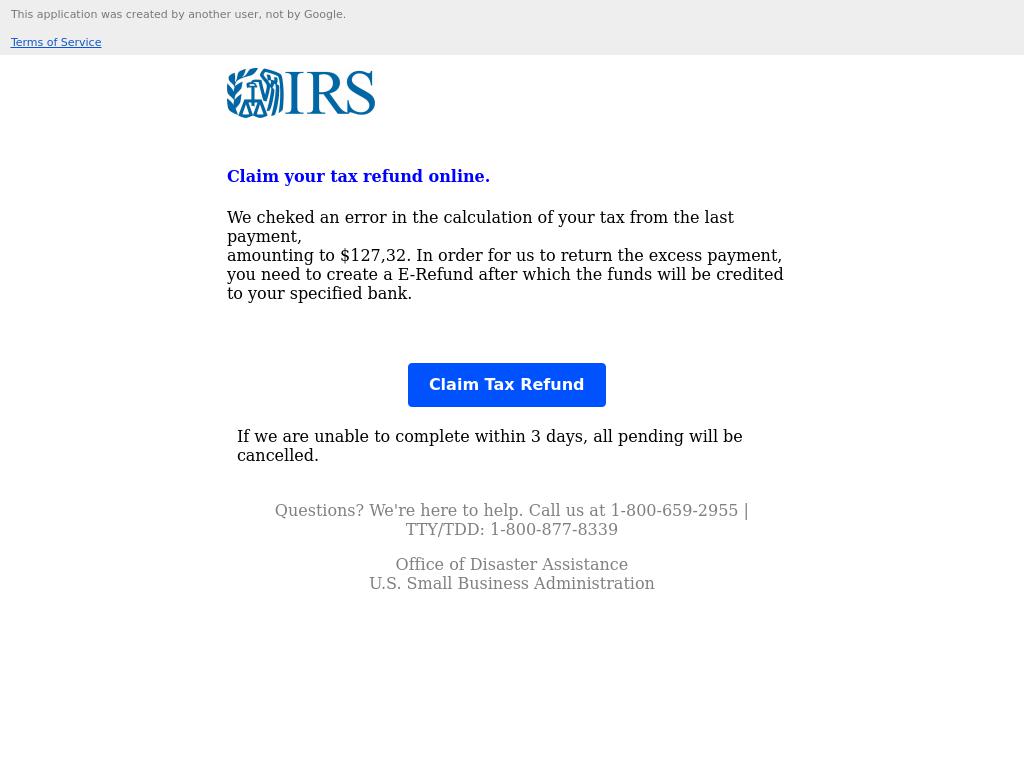 This application was created by another user, not by Google.
Terms of Service
IRS
Claim your tax refund online.
We cheked an error in the calculation of your tax from the last
payment,
amounting to $127,32. In order for us to return the excess payment,
you need to create a E-Refund after which the funds will be credited
to your specified bank.
Claim Tax Refund
If we are unable to complete within 3 days, all pending will be
cancelled.
Questions? We're here to help. Call us at 1-800-659-2955 |
TTY/TDD: 1-800-877-8339
Office of Disaster Assistance
U.S. Small Business Administration